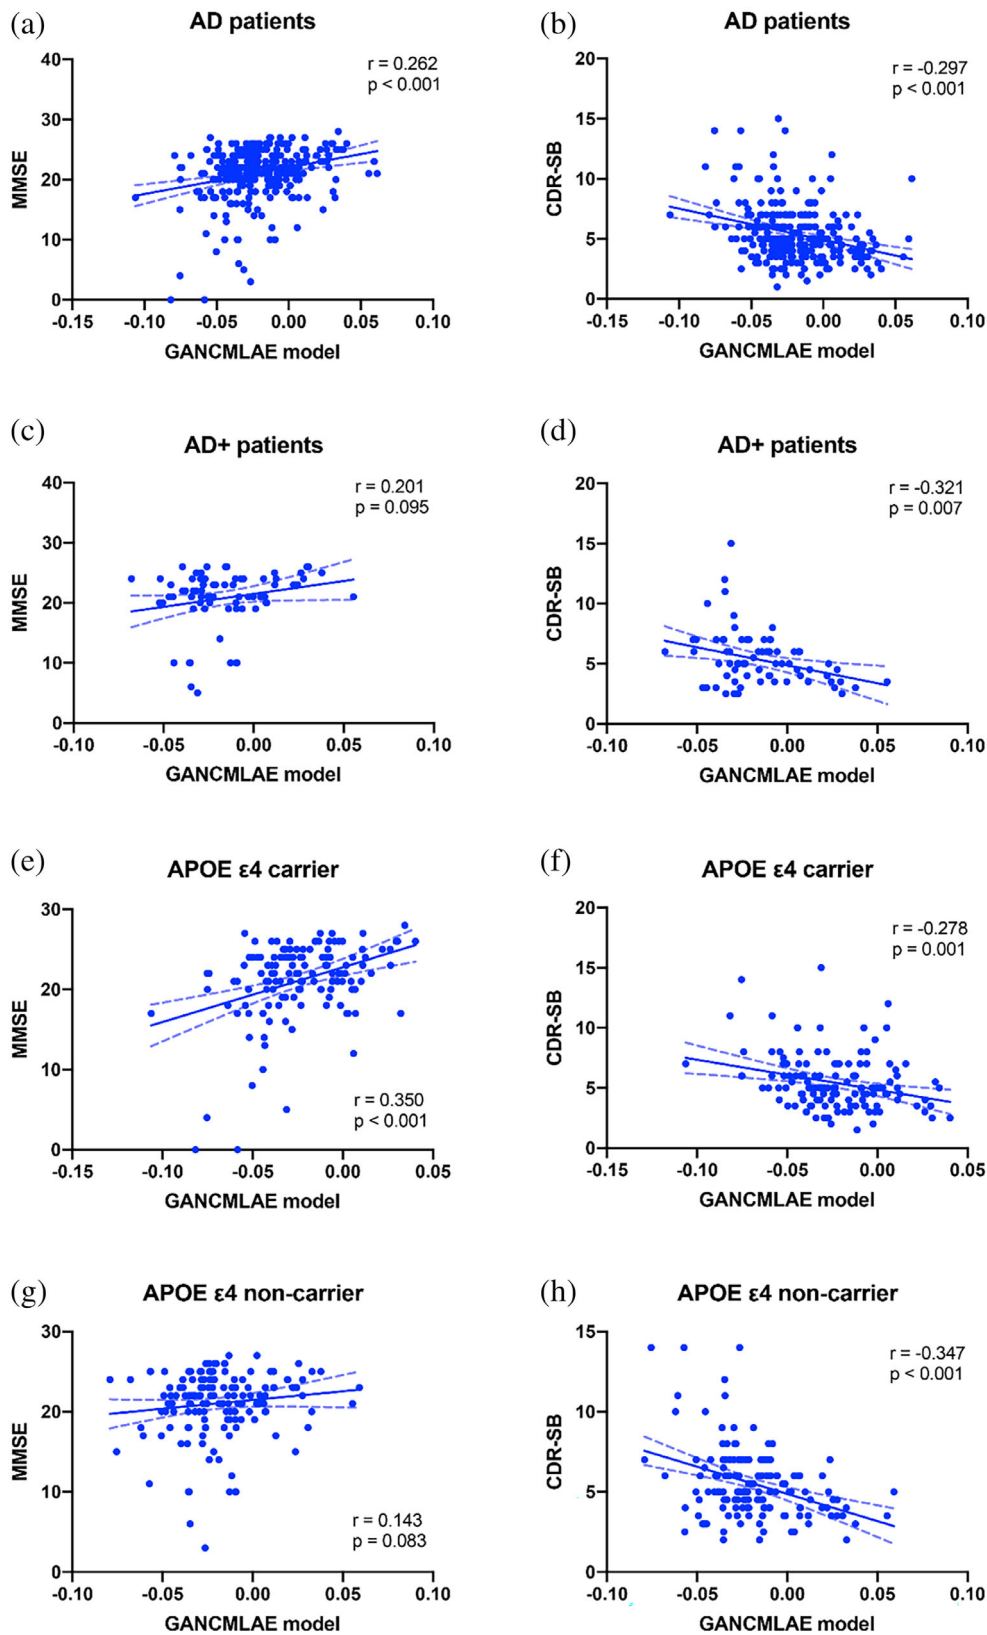 (a)
AD patients
r = 0.262
p < 0.001
MMSE
40
30
20
10
0
-0.15 -0.10 -0.05 0.00 0.05 0.10
GANCMLAE model
(b)
AD patients
r = -0.297
p < 0.001
CDR-SB
20
15
10
5
0
-0.15 -0.10 -0.05 0.00 0.05 0.10
GANCMLAE model
(c)
AD+ patients
r = 0.201
p = 0.095
MMSE
40
30
20
10
0
-0.10 -0.05 0.00 0.05 0.10
GANCMLAE model
(d)
AD+ patients
r = -0.321
p = 0.007
CDR-SB
20
15
10
5
0
-0.10 -0.05 0.00 0.05 0.10
GANCMLAE model
(e)
APOE ε4 carrier
MMSE
30
20
10
0
r = 0.350
p < 0.001
-0.15 -0.10 -0.05 0.00 0.05
GANCMLAE model
(f)
APOE ε4 carrier
r = -0.278
p = 0.001
CDR-SB
20
15
10
5
0
-0.15 -0.10 -0.05 0.00 0.05
GANCMLAE model
(g)
APOE ε4 non-carrier
MMSE
30
20
10
0
r = 0.143
p = 0.083
-0.10 -0.05 0.00 0.05 0.10
GANCMLAE model
(h)
APOE ε4 non-carrier
r = -0.347
p < 0.001
CDR-SB
15
10
5
0
-0.10 -0.05 0.00 0.05 0.10
GANCMLAE model